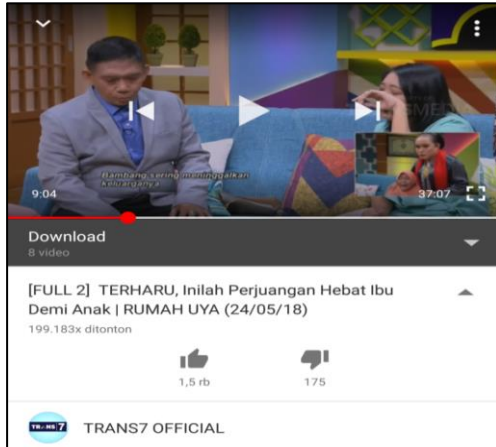 Bambang sering meninggalkan
keluarganya
9:04
37:07
Download
8 video
[FULL 2] TERHARU, Inilah Perjuangan Hebat Ibu
Demi Anak | RUMAH UYA (24/05/18)
199.183x ditonton
1,5 rb
175
TRANS7
TRANS7 OFFICIAL